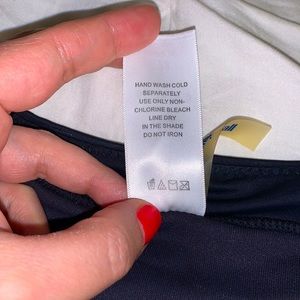 HAND WASH COLD
SEPARATELY
USE ONLY NON-
CHLORINE BLEACH
LINE DRY
IN THE SHADE
DO NOT IRON